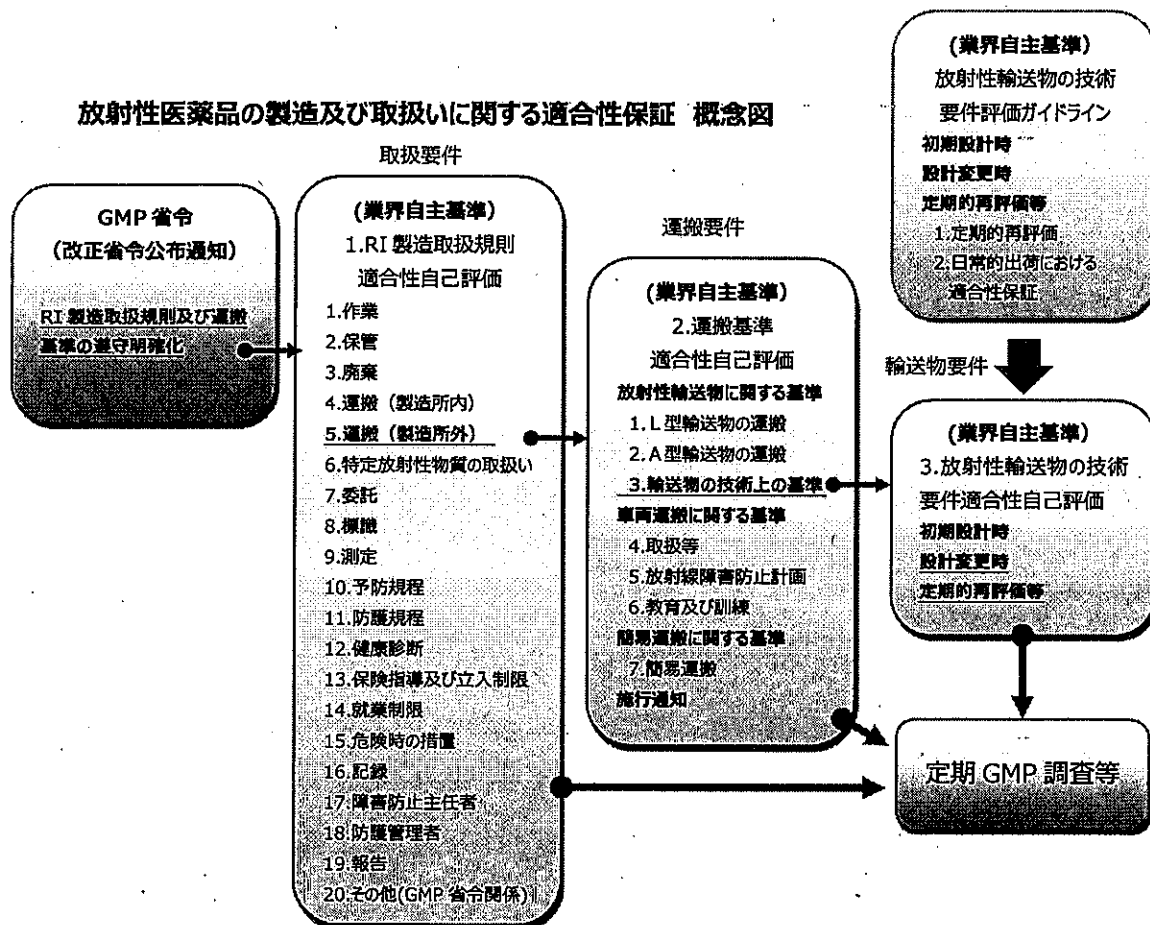 放射性医薬品の製造及び取扱いに関する適合性保証 概念図
GMP 省令
（改正省令公布通知）
RI 製造取扱規則及び運搬
基準の遵守明確化
取扱要件
(業界自主基準)
1.RI 製造取扱規則
適合性自己評価
1.作業
2.保管
3.廃棄
4.運搬（製造所内）
5.運搬（製造所外）
6.特定放射性物質の取扱い
7.委託
8.標識
9.測定
10.予防規程
11.防護規程
12.健康診断
13.保険指導及び立入制限
14.就業制限
15.危険時の措置
16.記録
17.障害防止主任者
18.防護管理者
19.報告
20.その他(GMP 省令関係)
運搬要件
(業界自主基準)
2.運搬基準
適合性自己評価
放射性輸送物に関する基準
1.L型輸送物の運搬
2.A型輸送物の運搬
3.輸送物の技術上の基準
車両運搬に関する基準
4.取扱等
5.放射線障害防止計画
6.教育及び訓練
簡易運搬に関する基準
7.簡易運搬
施行通知
(業界自主基準)
放射性輸送物の技術
要件評価ガイドライン
初期設計時
設計変更時
定期的再評価等
1.定期的再評価
2.日常的出荷における
適合性保証
輸送物要件
(業界自主基準)
3.放射性輸送物の技術
要件適合性自己評価
初期設計時
設計変更時
定期的再評価等
定期 GMP 調査等